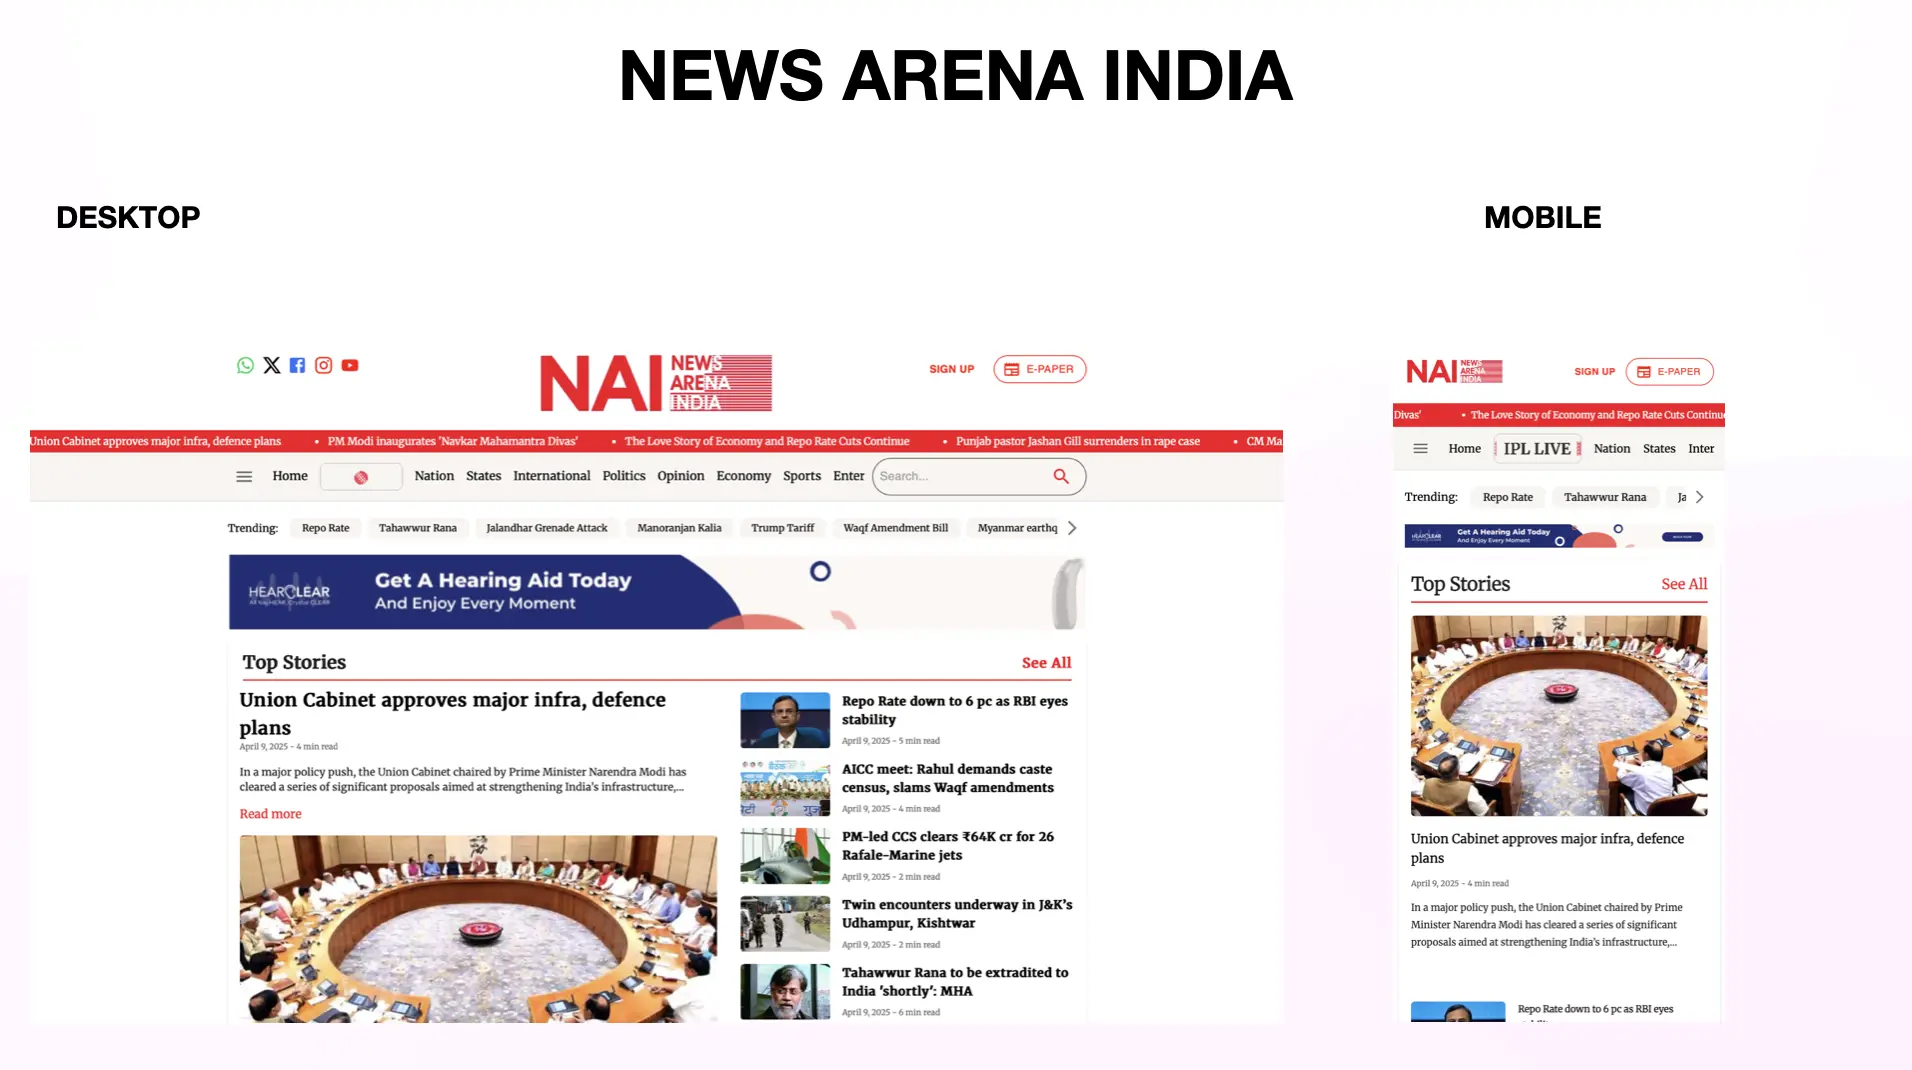 NEWS ARENA INDIA
DESKTOP
MOBILE
NAI NEWS
ARENA
INDIA
SIGN UP
E-PAPER
Union Cabinet approves major infra, defence plans • PM Modi inaugurates 'Navkar Mahamantra Divas' • The Love Story of Economy and Repo Rate Cuts Continue • Punjab pastor Jashan Gill surrenders in rape case • CM Ma
Home Nation States International Politics Opinion Economy Sports Enter Search...
Trending: Repo Rate Tahawwur Rana Jalandhar Grenade Attack Manoranjan Kalia Trump Tariff Waqf Amendment Bill Myanmar earthq
HEARCLEAR
Get A Hearing Aid Today
And Enjoy Every Moment
Top Stories See All
Union Cabinet approves major infra, defence
plans
April 9, 2025 - 4 min read
In a major policy push, the Union Cabinet chaired by Prime Minister Narendra Modi has
cleared a series of significant proposals aimed at strengthening India's infrastructure,...
Read more
Repo Rate down to 6 pc as RBI eyes
stability
April 9, 2025 - 5 min read
AICC meet: Rahul demands caste
census, slams Waqf amendments
April 9, 2025 - 4 min read
PM-led CCS clears ₹64K cr for 26
Rafale-Marine jets
April 9, 2025 - 2 min read
Twin encounters underway in J&K's
Udhampur, Kishtwar
April 9, 2025 - 2 min read
Tahawwur Rana to be extradited to
India 'shortly': MHA
April 9, 2025 - 6 min read
NAI NEWS
ARENA
INDIA
SIGN UP
E-PAPER
Divas' • The Love Story of Economy and Repo Rate Cuts Continue
Home IPL LIVE Nation States Inter
Trending: Repo Rate Tahawwur Rana Ja
HEARCLEAR
Get A Hearing Aid Today
And Enjoy Every Moment
Top Stories See All
Union Cabinet approves major infra, defence
plans
April 9, 2025 - 4 min read
In a major policy push, the Union Cabinet chaired by Prime
Minister Narendra Modi has cleared a series of significant
proposals aimed at strengthening India's infrastructure,...
Repo Rate down to 6 pc as RBI eyes